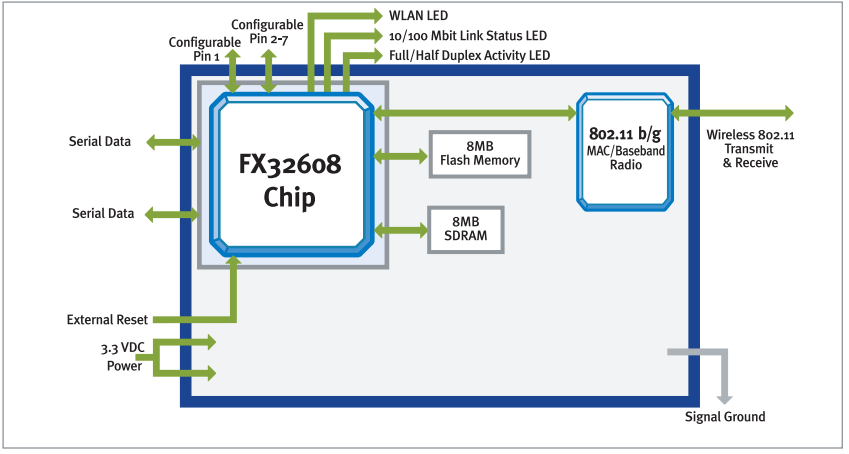 WLAN LED
10/100 Mbit Link Status LED
Full/Half Duplex Activity LED
Configurable
Pin 2-7
Configurable
Pin 1
Serial Data
Serial Data
FX32608
Chip
8MB
Flash Memory
8MB
SDRAM
802.11 b/g
MAC/Baseband
Radio
Wireless 802.11
Transmit
& Receive
External Reset
3.3 VDC
Power
Signal Ground